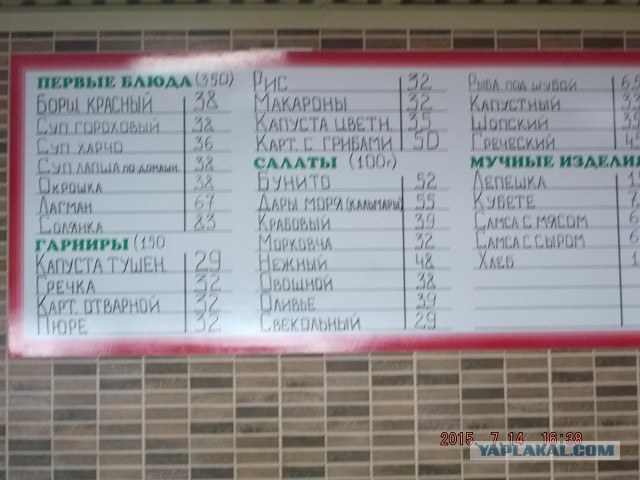 ПЕРВЫЕ БЛЮДА (350)
БОРЩ КРАСНЫЙ 38
СУП ГОРОХОВЫЙ 38
СУП ХАРЧО 36
СУП ЛАПША ПО ДОМАШН. 38
ОКРОШКА 38
ЛАГМАН 67
СОЛЯНКА 83
ГАРНИРЫ (150
КАПУСТА ТУШЕН. 29
ГРЕЧКА 32
КАРТ. ОТВАРНОЙ 32
ПЮРЕ 32
РИС 32
МАКАРОНЫ 32
КАПУСТА ЦВЕТН. 35
КАРТ. С ГРИБАМИ 50
САЛАТЫ (100г)
БУНИТО 52
ДАРЫ МОРЯ (КАЛЬМАРЫ) 55
КРАБОВЫЙ 39
МОРКОВЧА 32
НЕЖНЫЙ 48
ОВОЩНОЙ 38
ОЛИВЬЕ 39
СВЕКОЛЬНЫЙ 29
РЫБА ПОД ШУБОЙ
КАПУСТНЫЙ
ШОПСКИЙ
ГРЕЧЕСКИЙ
МУЧНЫЕ ИЗДЕЛИЯ
ЛЕПЕШКА
КУБЕТЕ
САМСА С МЯСОМ
САМСА С СЫРОМ
ХЛЕБ
2015 7 14 16:38
YAPLAKAL.COM